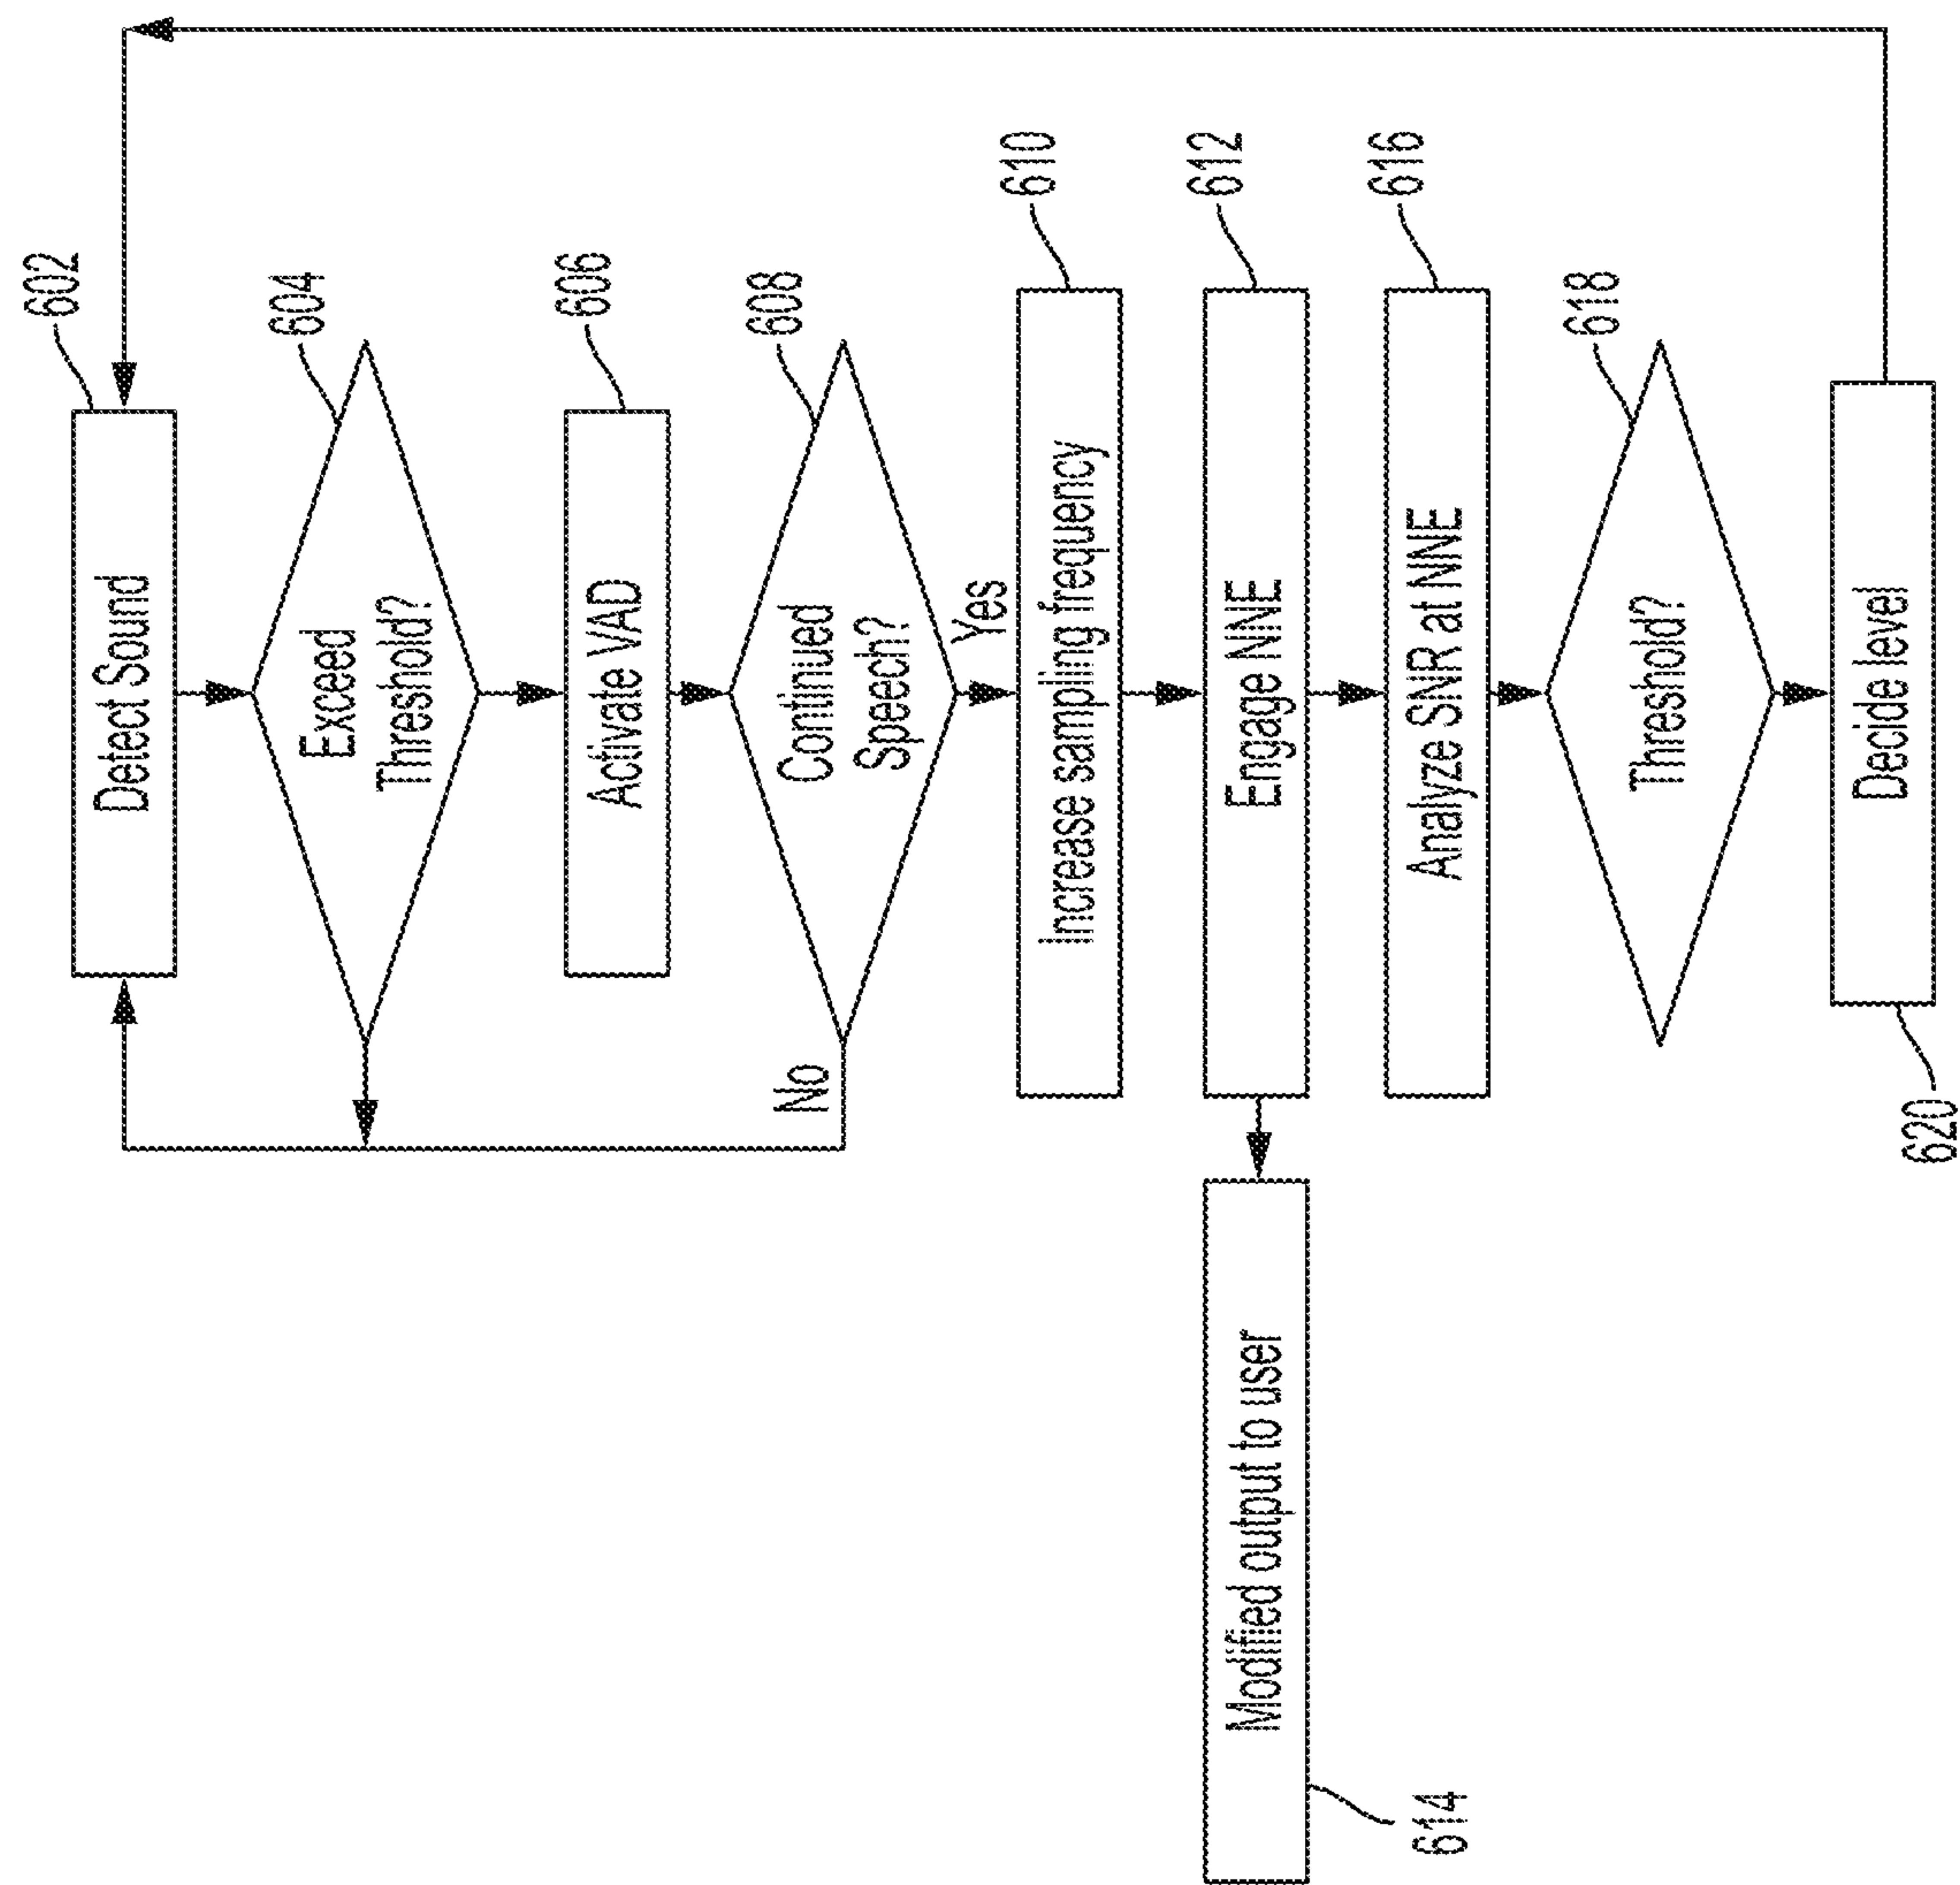 602
Detect Sound
604
Exceed
Threshold?
606
Activate VAD
608
Continued
Speech?
No
Yes
610
Increase sampling frequency
612
Engage NNE
Modified output to user
614
616
Analyze SNR at NNE
618
Threshold?
Decide level
620